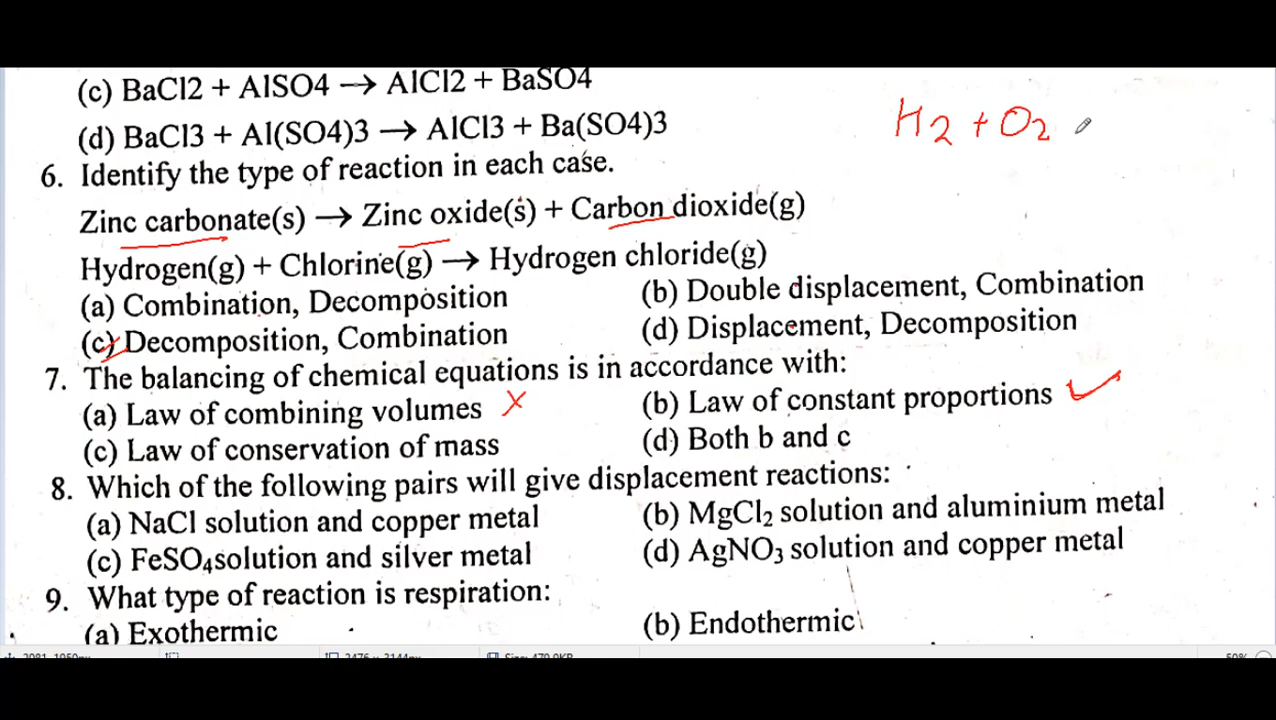 (c) BaCl2 + AlSO4 → AlCl2 + BaSO4
(d) BaCl3 + Al(SO4)3 → AlCl3 + Ba(SO4)3
H2 + O2
6. Identify the type of reaction in each case.
Zinc carbonate(s) → Zinc oxide(s) + Carbon dioxide(g)
Hydrogen(g) + Chlorine(g) → Hydrogen chloride(g)
(a) Combination, Decomposition (b) Double displacement, Combination
(c) Decomposition, Combination (d) Displacement, Decomposition
7. The balancing of chemical equations is in accordance with:
(a) Law of combining volumes (b) Law of constant proportions
(c) Law of conservation of mass (d) Both b and c
8. Which of the following pairs will give displacement reactions:
(a) NaCl solution and copper metal (b) MgCl₂ solution and aluminium metal
(c) FeSO₄solution and silver metal (d) AgNO₃ solution and copper metal
9. What type of reaction is respiration:
(a) Exothermic (b) Endothermic
50%